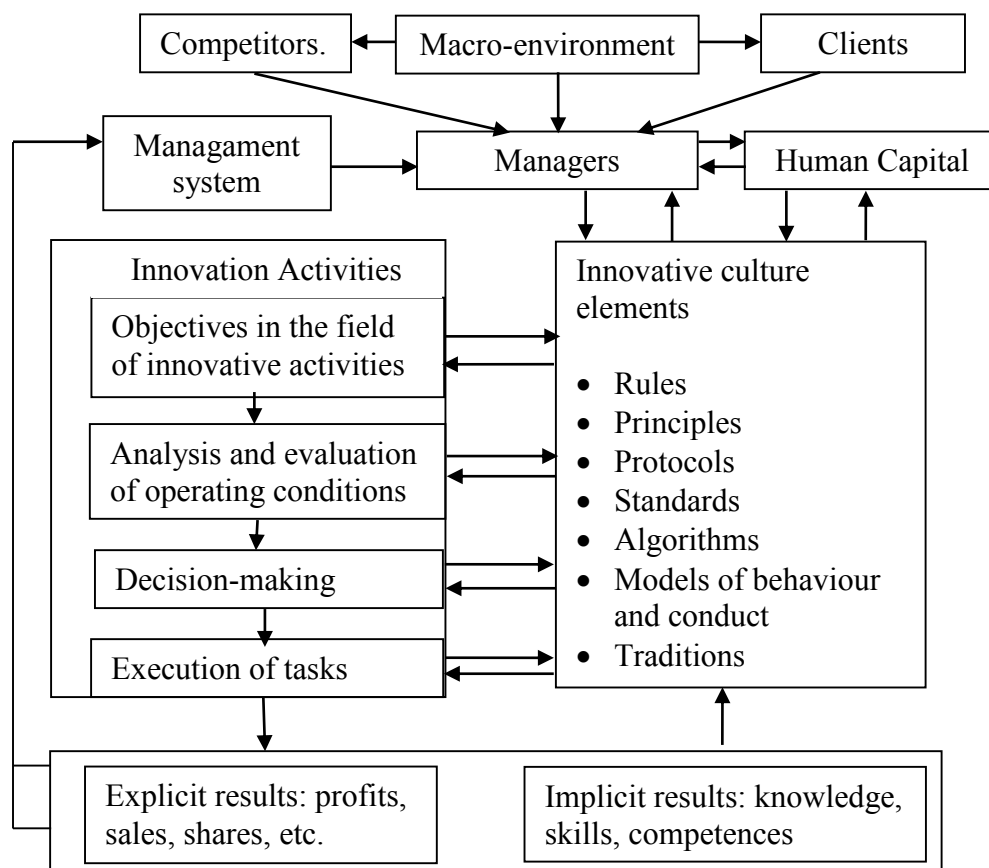 Competitors.
Macro-environment
Clients
Managament
system
Managers
Human Capital
Innovation Activities
Objectives in the field
of innovative activities
Analysis and evaluation
of operating conditions
Decision-making
Execution of tasks
Innovative culture
elements
• Rules
• Principles
• Protocols
• Standards
• Algorithms
• Models of behaviour
and conduct
• Traditions
Explicit results: profits,
sales, shares, etc.
Implicit results: knowledge,
skills, competences